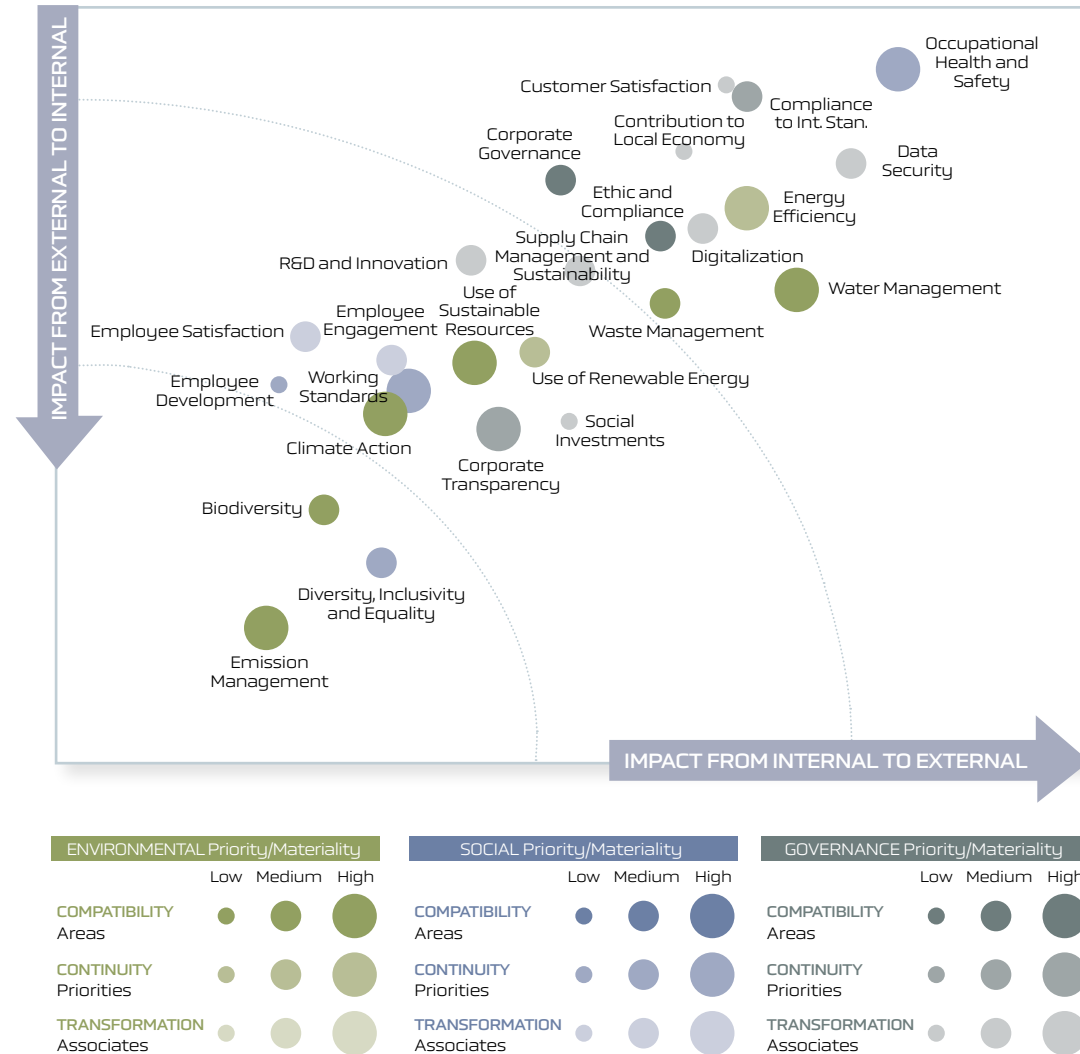 IMPACT FROM EXTERNAL TO INTERNAL
Occupational
Health and
Safety
Customer Satisfaction
Compliance
to Int. Stan.
Contribution to
Local Economy
Corporate
Governance
Data
Security
Ethic and
Compliance
Energy
Efficiency
Supply Chain
Management and
Sustainability
Digitalization
R&D and Innovation
Water Management
Use of
Sustainable
Resources
Employee
Engagement
Employee Satisfaction
Waste Management
Employee
Development
Working
Standards
Use of Renewable Energy
Social
Investments
Climate Action
Corporate
Transparency
Biodiversity
Diversity, Inclusivity
and Equality
Emission
Management
IMPACT FROM INTERNAL TO EXTERNAL
ENVIRONMENTAL Priority/Materiality
Low Medium High
COMPATIBILITY
Areas
CONTINUITY
Priorities
TRANSFORMATION
Associates
SOCIAL Priority/Materiality
Low Medium High
COMPATIBILITY
Areas
CONTINUITY
Priorities
TRANSFORMATION
Associates
GOVERNANCE Priority/Materiality
Low Medium High
COMPATIBILITY
Areas
CONTINUITY
Priorities
TRANSFORMATION
Associates